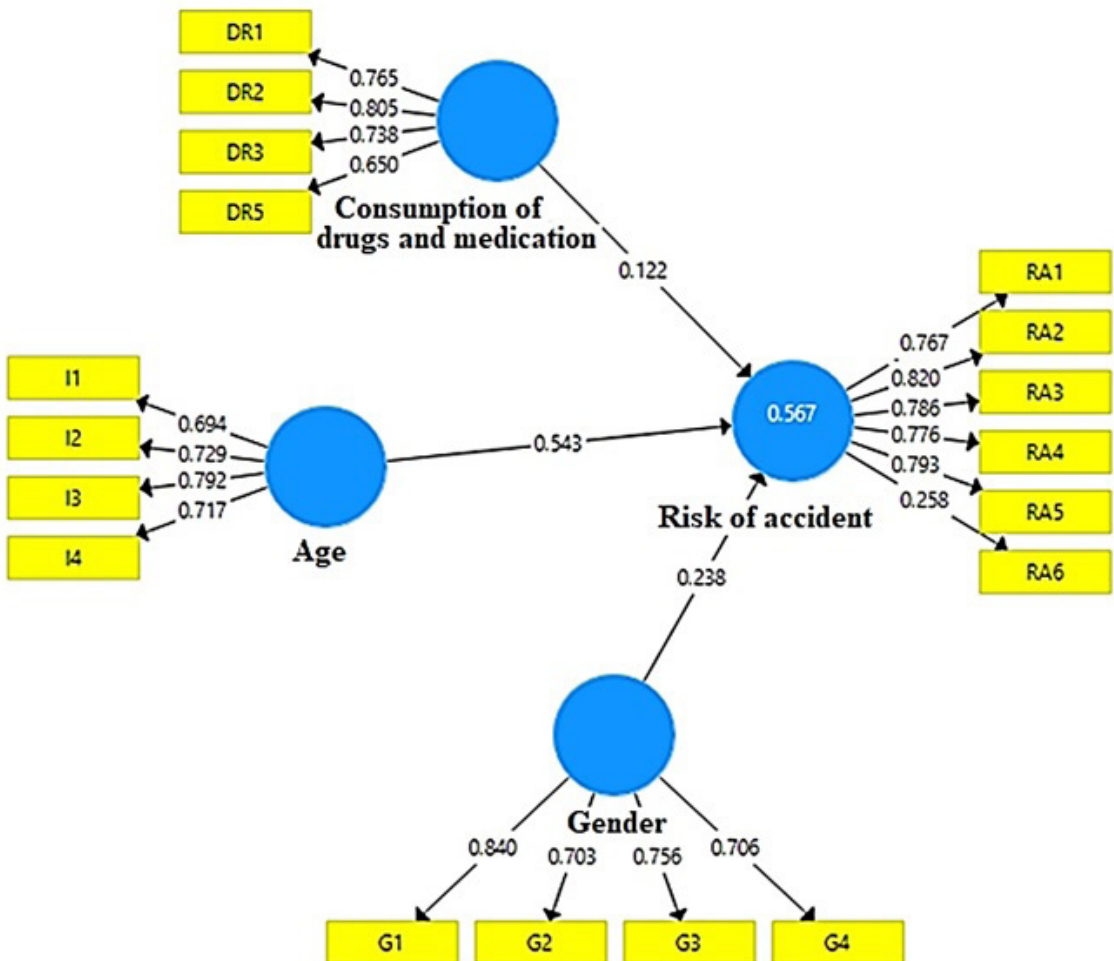 DR1
0.765
DR2
0.805
DR3
0.738
0.650
DR5
Consumption of
drugs and medication
0.122
RA1
RA2
0.767
0.820
RA3
0.786
0.567
0.776
RA4
0.793
RA5
0.258
RA6
Risk of accident
I1
0.694
I2
0.729
0.792
I3
0.717
I4
Age
0.543
0.238
Gender
0.840
0.703
0.756
0.706
G1
G2
G3
G4